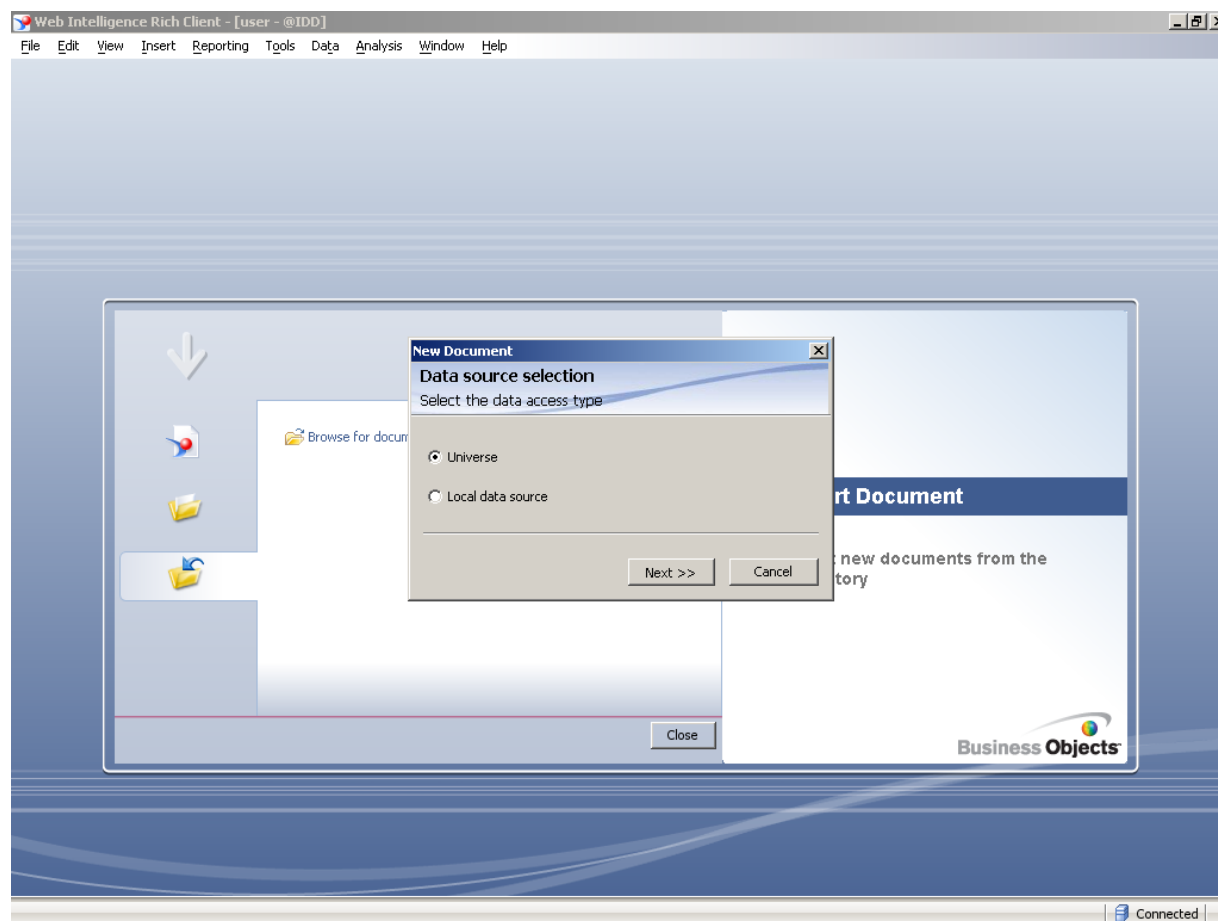 Web Intelligence Rich Client - [user - @IDD]
File Edit View Insert Reporting Tools Data Analysis Window Help
New Document
Data source selection
Select the data access type
Browse for docum
Universe
Local data source
rt Document
new documents from the
tory
Next >> Cancel
Close
Business Objects
Connected